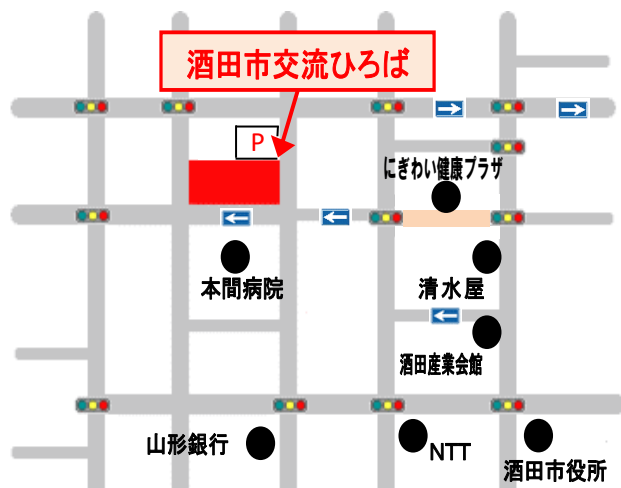 酒田市交流ひろば
P
にぎわい健康プラザ
本間病院
清水屋
酒田産業会館
山形銀行
NTT
酒田市役所